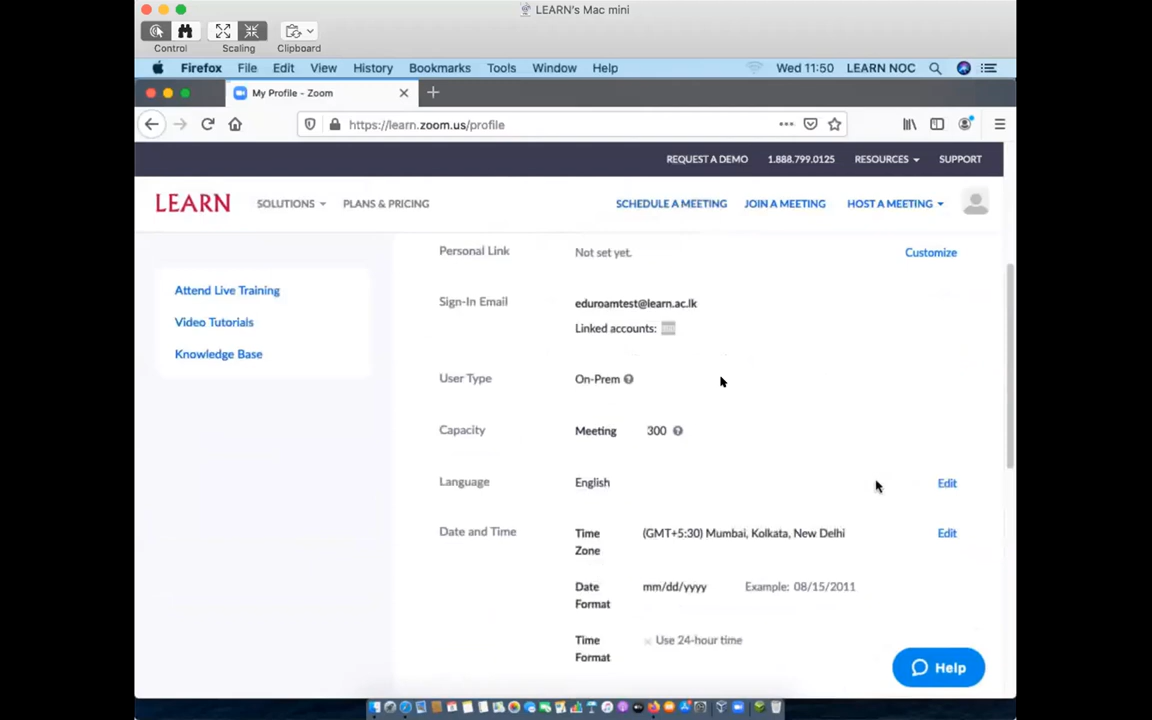 LEARN's Mac mini
Control Scaling Clipboard
Firefox File Edit View History Bookmarks Tools Window Help Wed 11:50 LEARN NOC
My Profile - Zoom
https://learn.zoom.us/profile
REQUEST A DEMO 1.888.799.0125 RESOURCES SUPPORT
LEARN SOLUTIONS PLANS & PRICING SCHEDULE A MEETING JOIN A MEETING HOST A MEETING
Personal Link Not set yet. Customize
Attend Live Training
Sign-In Email eduroamtest@learn.ac.lk
Video Tutorials
Linked accounts:
Knowledge Base
User Type On-Prem
Capacity Meeting 300
Language English Edit
Date and Time Time Zone (GMT+5:30) Mumbai, Kolkata, New Delhi Edit
Date Format mm/dd/yyyy Example: 08/15/2011
Time Format Use 24-hour time
Help